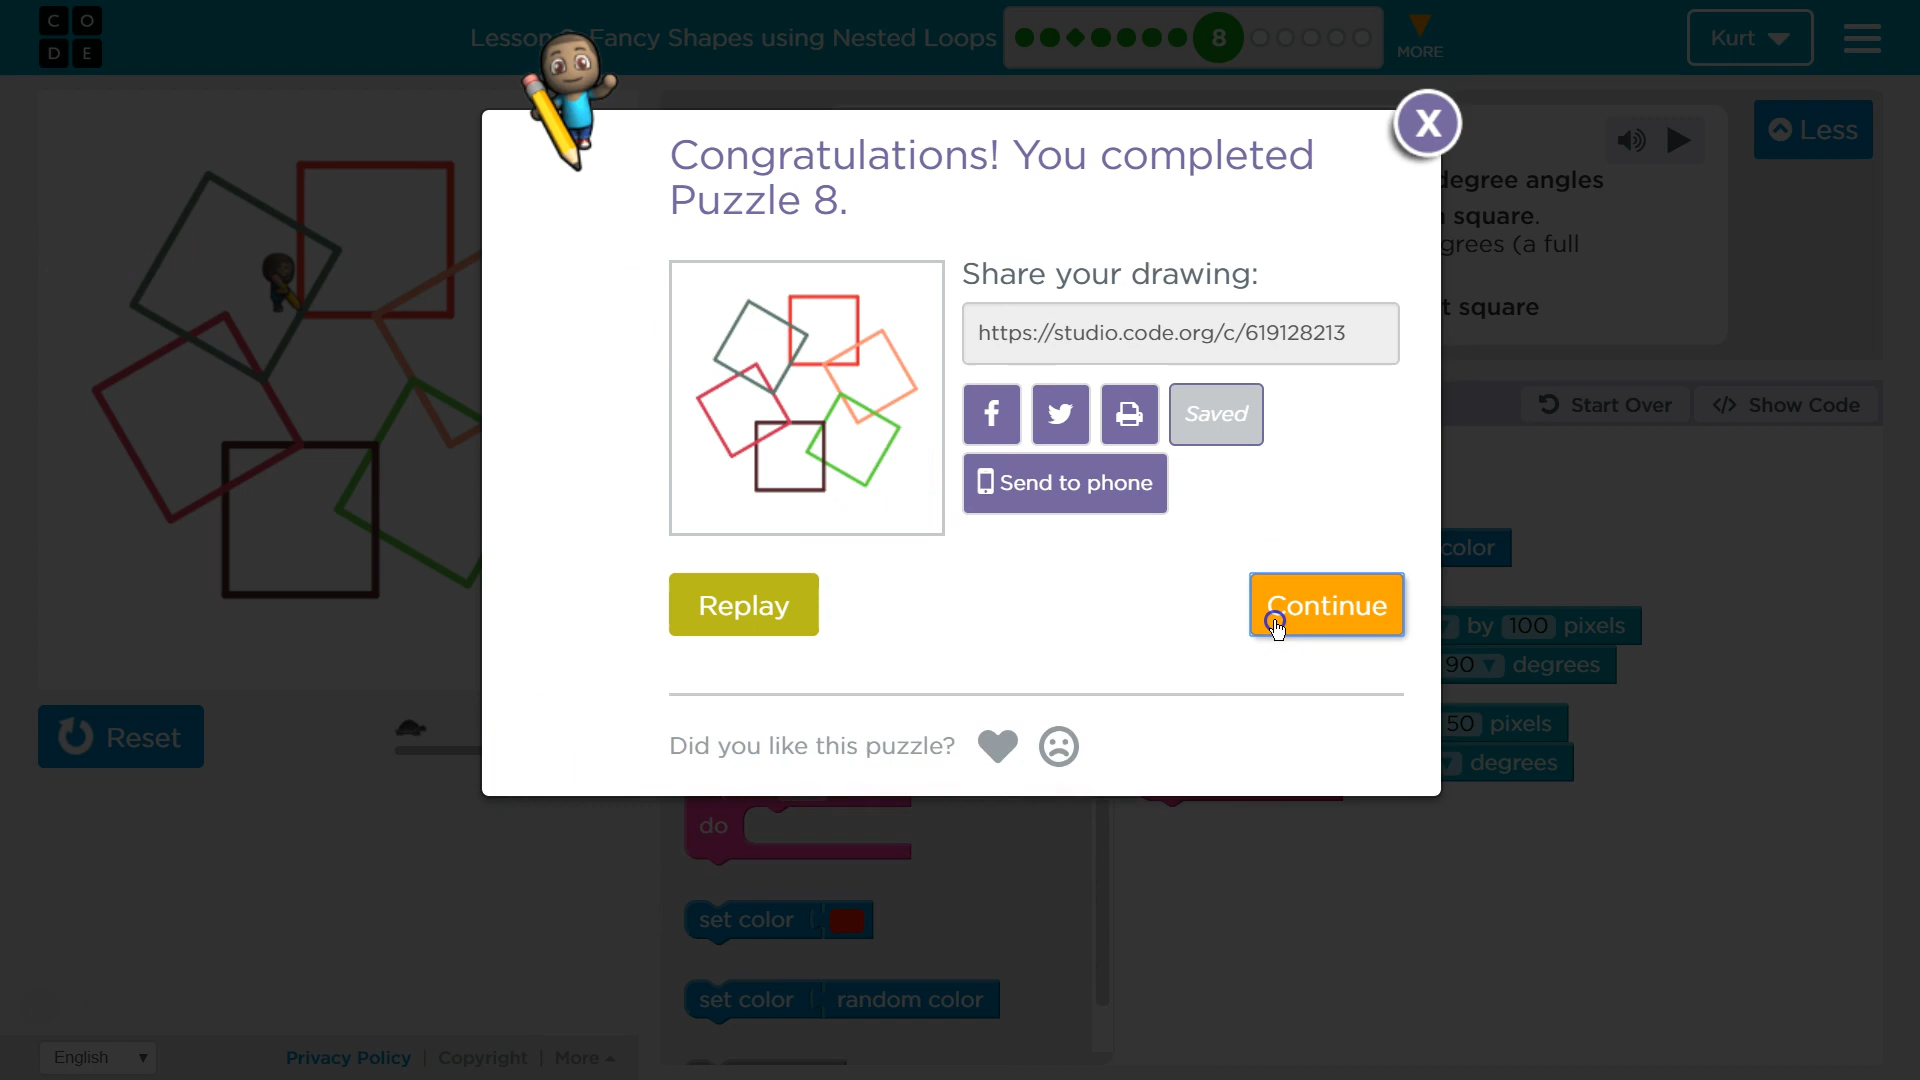 C O
D E
Lesson
Fancy Shapes using Nested Loops
8
MORE
Kurt
Congratulations! You completed
Puzzle 8.
X
Less
degree angles
square.
grees (a full
t square
Share your drawing:
https://studio.code.org/c/619128213
f
Saved
Send to phone
Start Over
</> Show Code
color
by 100 pixels
90 degrees
50 pixels
degrees
Replay
Continue
Reset
Did you like this puzzle?
do
set color
set color random color
English
Privacy Policy | Copyright | More